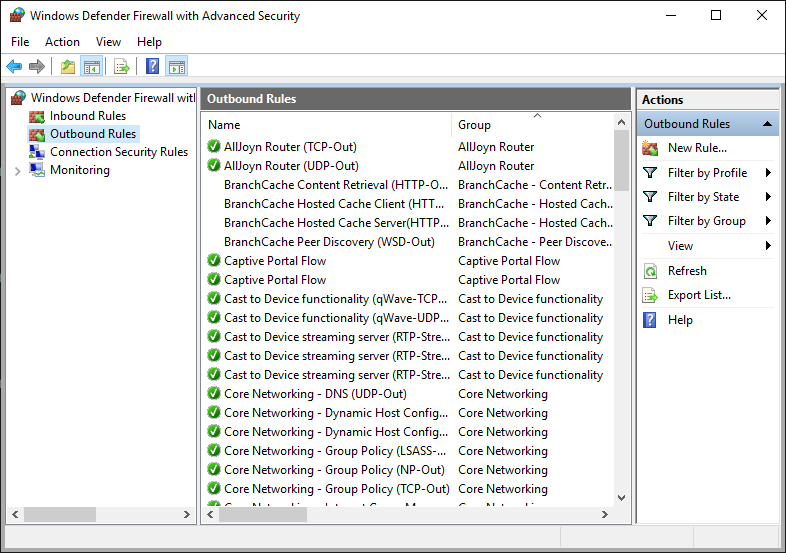 Windows Defender Firewall with Advanced Security
File Action View Help
Windows Defender Firewall wit
Inbound Rules
Outbound Rules
Connection Security Rules
Monitoring
Outbound Rules
Name Group
AllJoyn Router (TCP-Out) AllJoyn Router
AllJoyn Router (UDP-Out) AllJoyn Router
BranchCache Content Retrieval (HTTP-O... BranchCache - Content Retr...
BranchCache Hosted Cache Client (HTT... BranchCache - Hosted Cach...
BranchCache Hosted Cache Server(HTTP... BranchCache - Hosted Cach...
BranchCache Peer Discovery (WSD-Out) BranchCache - Peer Discove...
Captive Portal Flow Captive Portal Flow
Captive Portal Flow Captive Portal Flow
Cast to Device functionality (qWave-TCP... Cast to Device functionality
Cast to Device functionality (qWave-UDP... Cast to Device functionality
Cast to Device streaming server (RTP-Stre... Cast to Device functionality
Cast to Device streaming server (RTP-Stre... Cast to Device functionality
Cast to Device streaming server (RTP-Stre... Cast to Device functionality
Core Networking - DNS (UDP-Out) Core Networking
Core Networking - Dynamic Host Config... Core Networking
Core Networking - Dynamic Host Config... Core Networking
Core Networking - Group Policy (LSASS-... Core Networking
Core Networking - Group Policy (NP-Out) Core Networking
Core Networking - Group Policy (TCP-Out) Core Networking
Actions
Outbound Rules
New Rule...
Filter by Profile
Filter by State
Filter by Group
View
Refresh
Export List...
Help